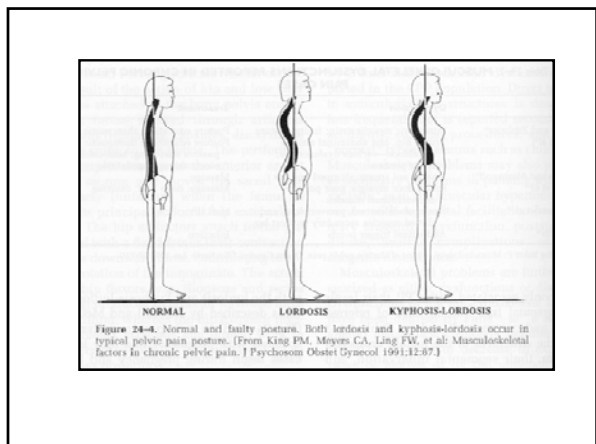 NORMAL LORDOSIS KYPHOSIS-LORDOSIS
Figure 24–4. Normal and faulty posture. Both lordosis and kyphosis-lordosis occur in
typical pelvic pain posture. (From King PM, Meyers CA, Ling FW, et al: Musculoskeletal
factors in chronic pelvic pain. J Psychosom Obstet Gynecol 1991;12:87.)